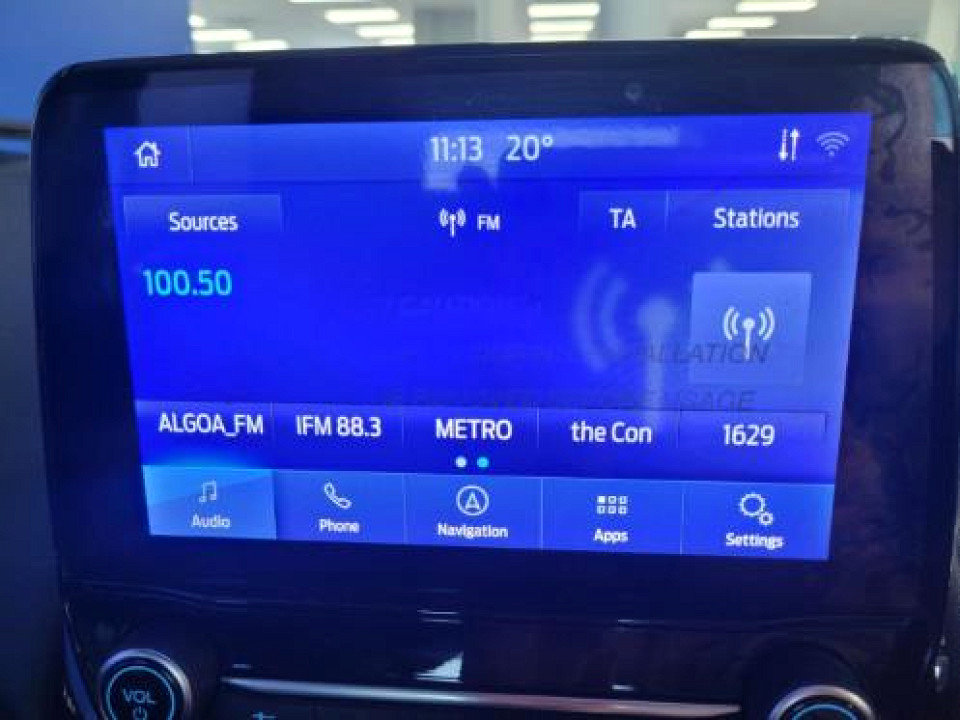 11:13 20°
Sources FM TA Stations
100.50
ALLATION
ALGOA_FM IFM 88.3 METRO the Con 1629
Audio Phone Navigation Apps Settings
VOL